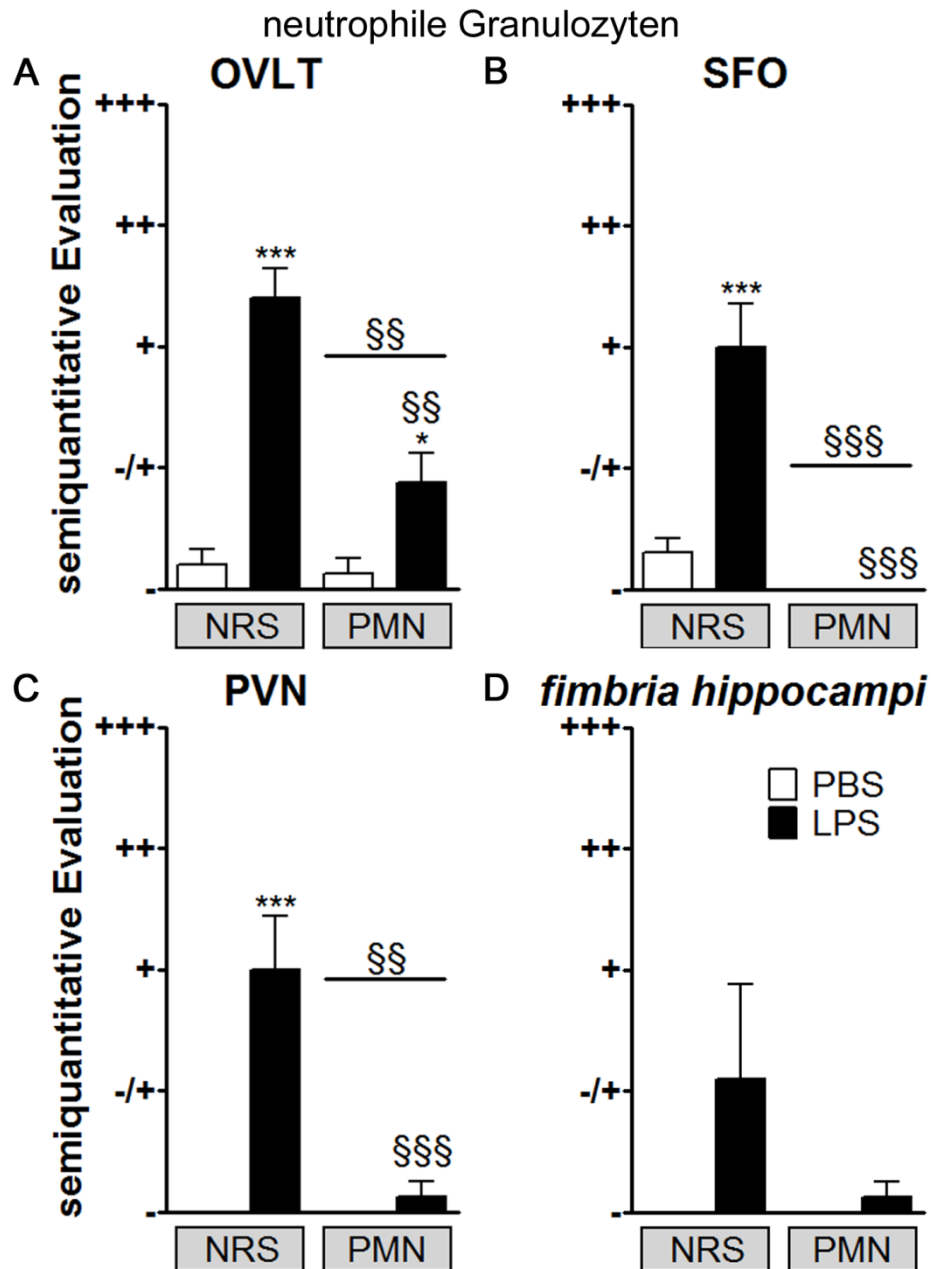 neutrophile Granulozyten
A
OVLT
semiquantitative Evaluation
+++
++
+
-/+
-
***
§§
§§
*
NRS
PMN
B
SFO
+++
++
+
-/+
-
***
§§§
§§§
NRS
PMN
C
PVN
semiquantitative Evaluation
+++
++
+
-/+
-
***
§§
§§§
NRS
PMN
D
fimbria hippocampi
+++
++
+
-/+
-
PBS
LPS
NRS
PMN